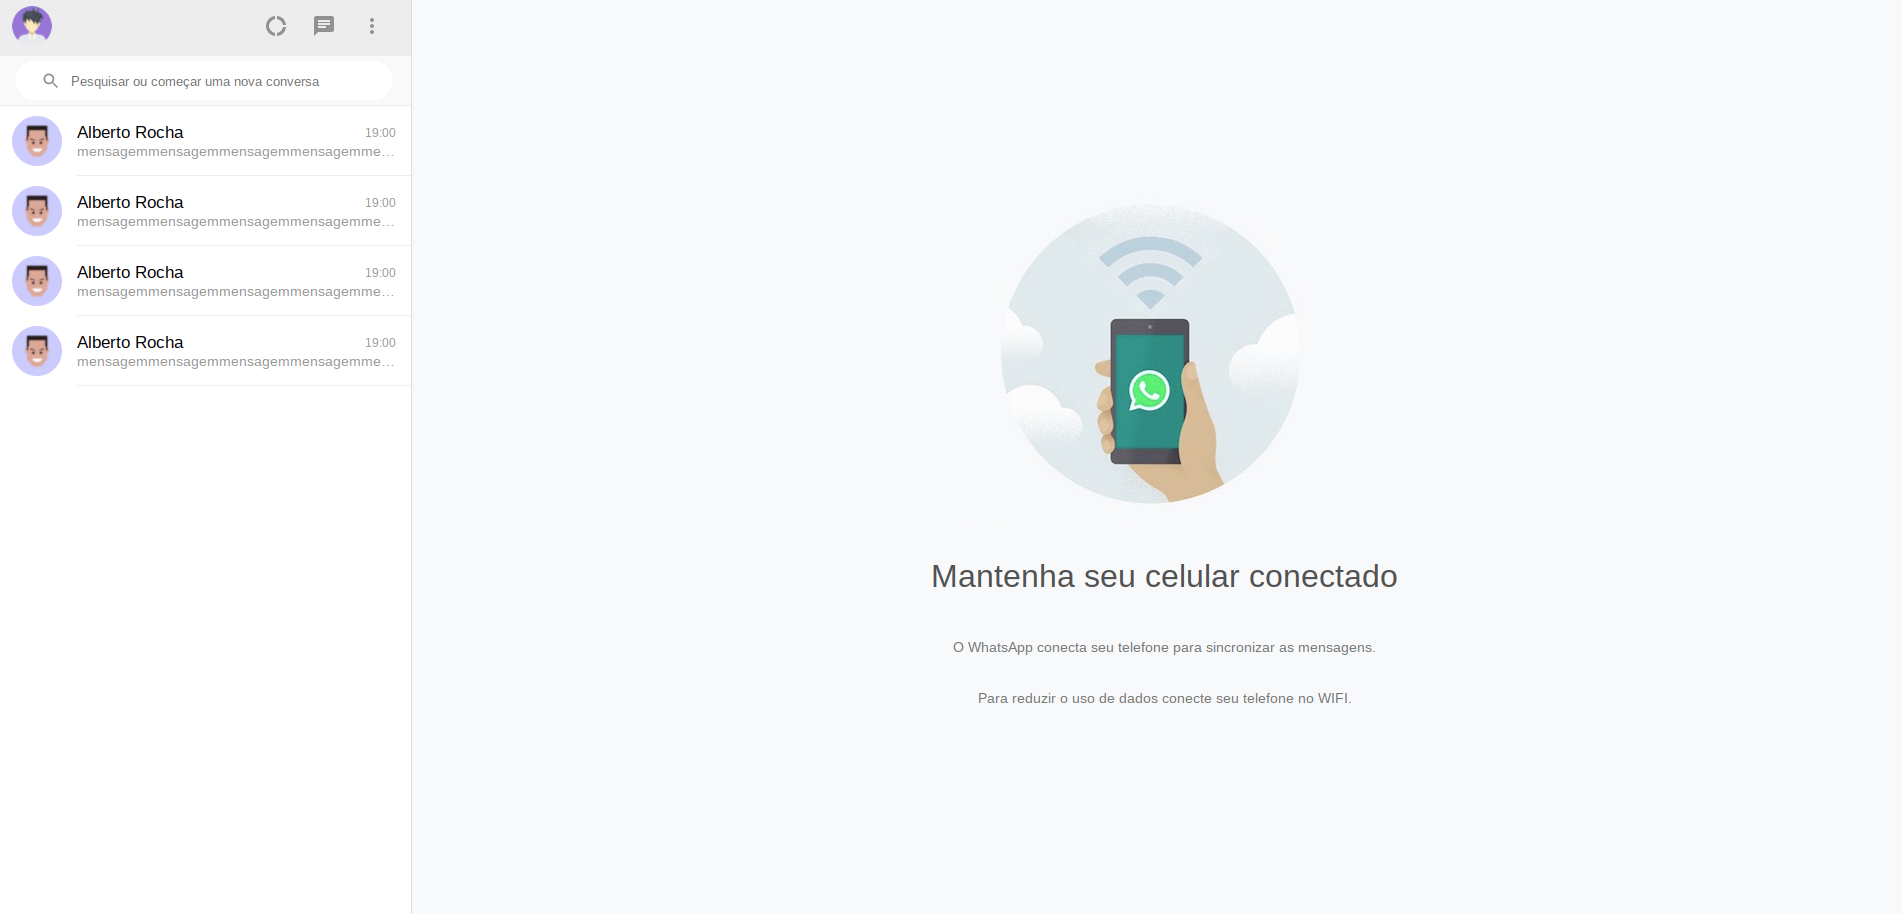 Pesquisar ou começar uma nova conversa
Alberto Rocha 19:00
mensagemmensagemmensagemmensagemme...
Alberto Rocha 19:00
mensagemmensagemmensagemmensagemme...
Alberto Rocha 19:00
mensagemmensagemmensagemmensagemme...
Alberto Rocha 19:00
mensagemmensagemmensagemmensagemme...
Mantenha seu celular conectado
O WhatsApp conecta seu telefone para sincronizar as mensagens.
Para reduzir o uso de dados conecte seu telefone no WIFI.